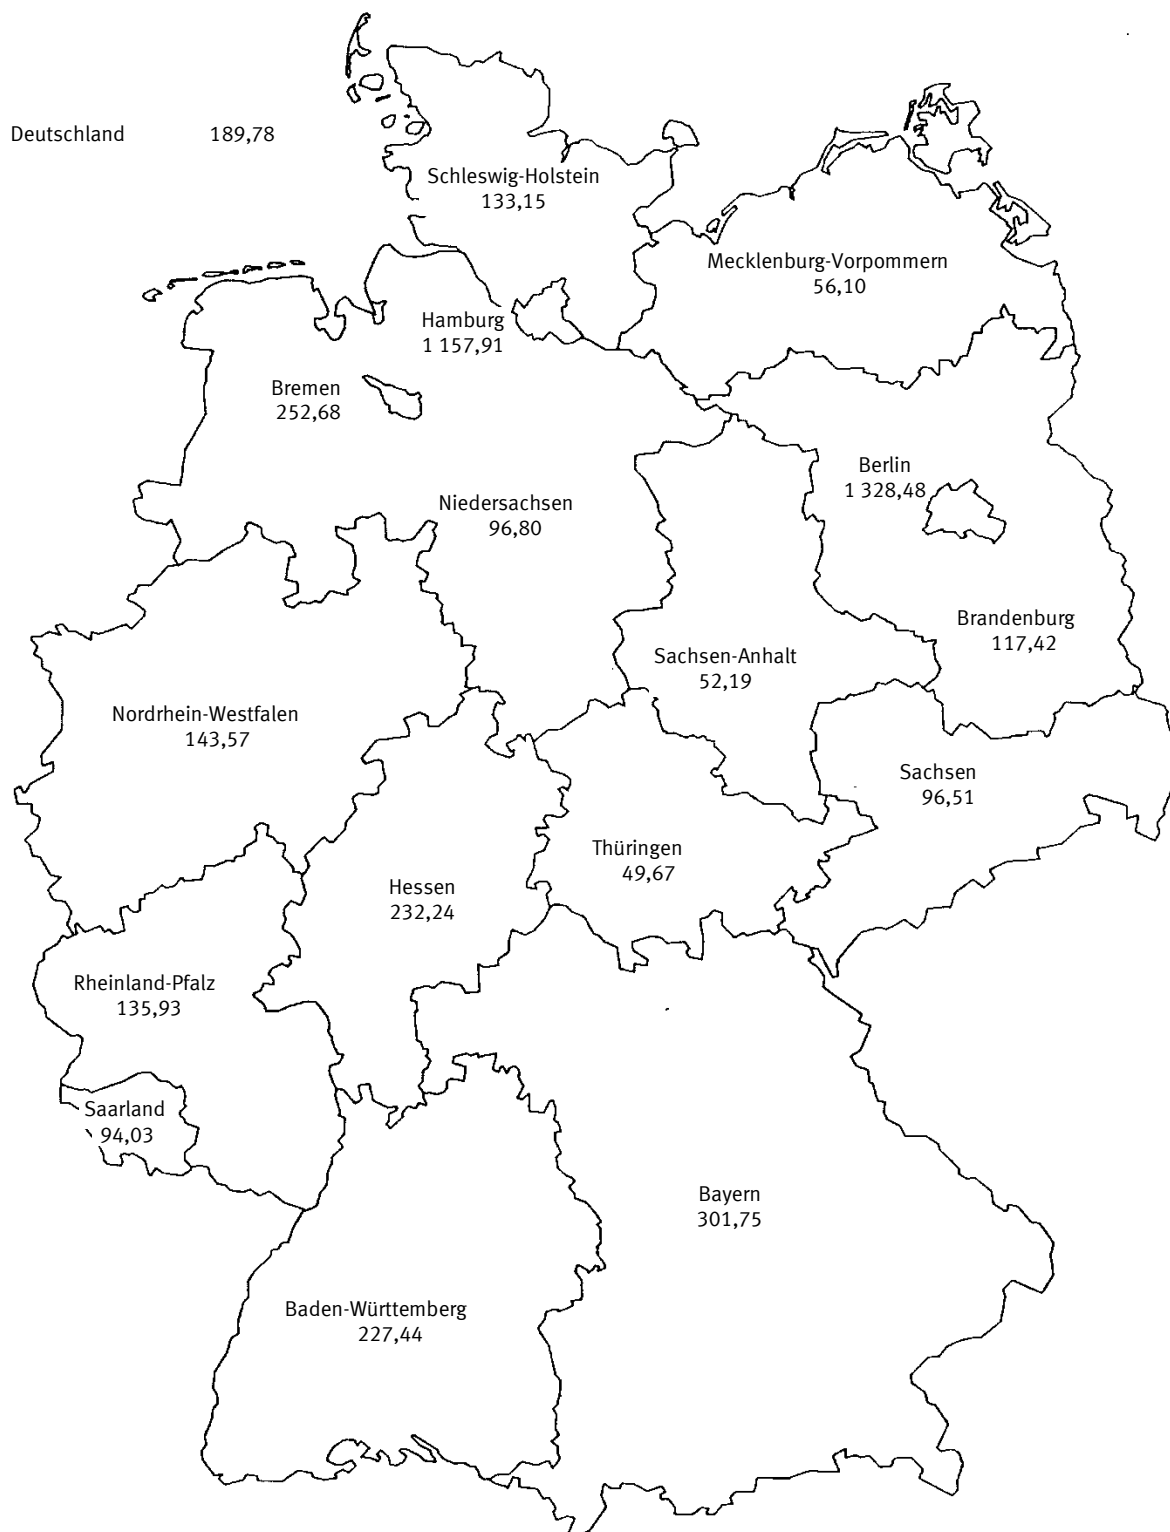 Deutschland 189,78
Schleswig-Holstein
133,15
Mecklenburg-Vorpommern
56,10
Hamburg
1 157,91
Bremen
252,68
Berlin
1 328,48
Niedersachsen
96,80
Brandenburg
117,42
Sachsen-Anhalt
52,19
Nordrhein-Westfalen
143,57
Sachsen
96,51
Thüringen
49,67
Hessen
232,24
Rheinland-Pfalz
135,93
Saarland
94,03
Bayern
301,75
Baden-Württemberg
227,44